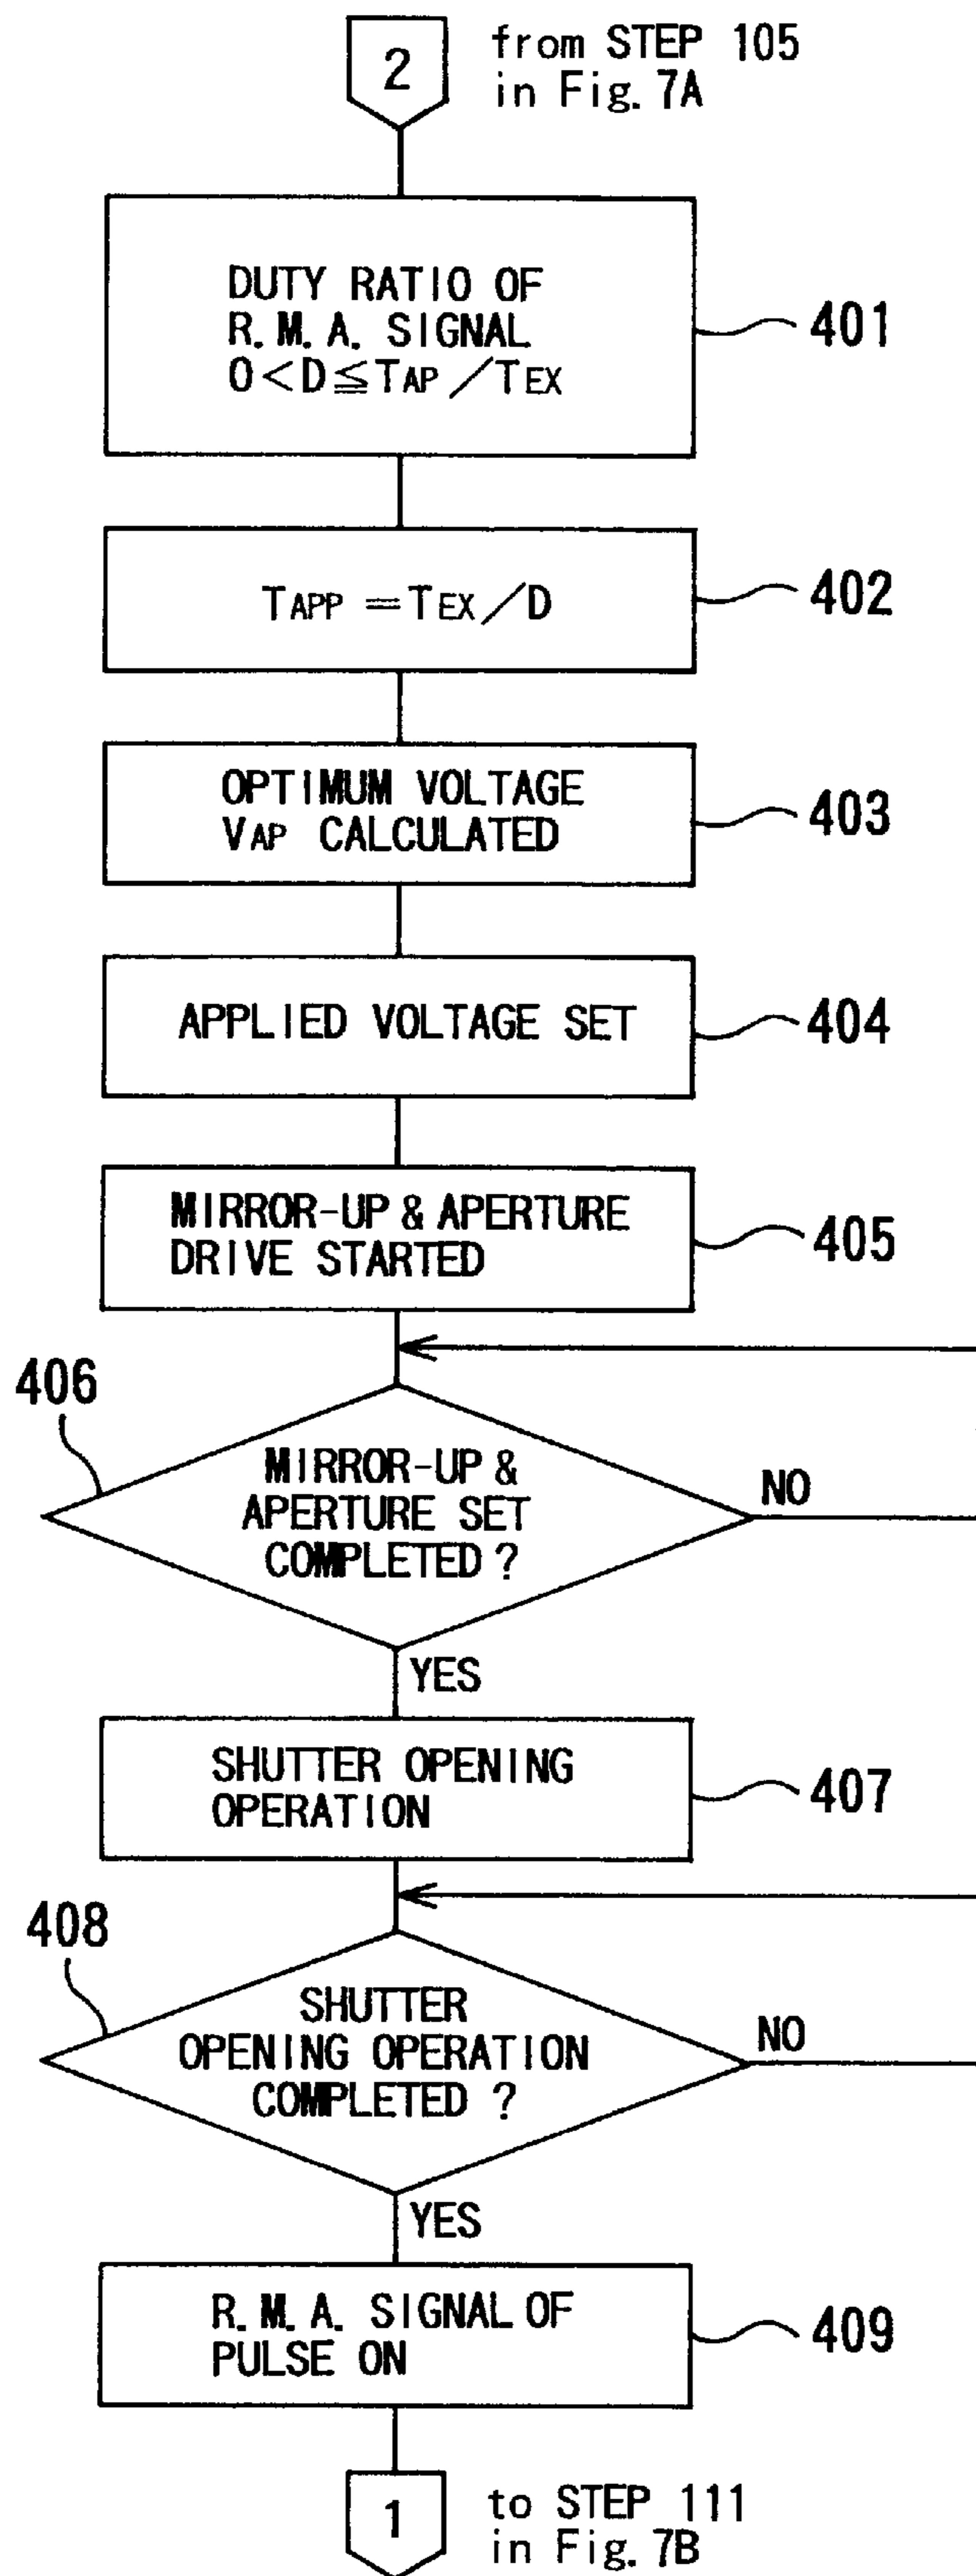 2
from STEP 105
in Fig. 7A
DUTY RATIO OF
R.M.A. SIGNAL
0<D≦TAP/TEX
401
TAPP=TEX/D
402
OPTIMUM VOLTAGE
VAP CALCULATED
403
APPLIED VOLTAGE SET
404
MIRROR-UP & APERTURE
DRIVE STARTED
405
406
MIRROR-UP &
APERTURE SET
COMPLETED?
NO
YES
SHUTTER OPENING
OPERATION
407
408
SHUTTER
OPENING OPERATION
COMPLETED ?
NO
YES
R.M.A. SIGNAL OF
PULSE ON
409
1
to STEP 111
in Fig. 7B